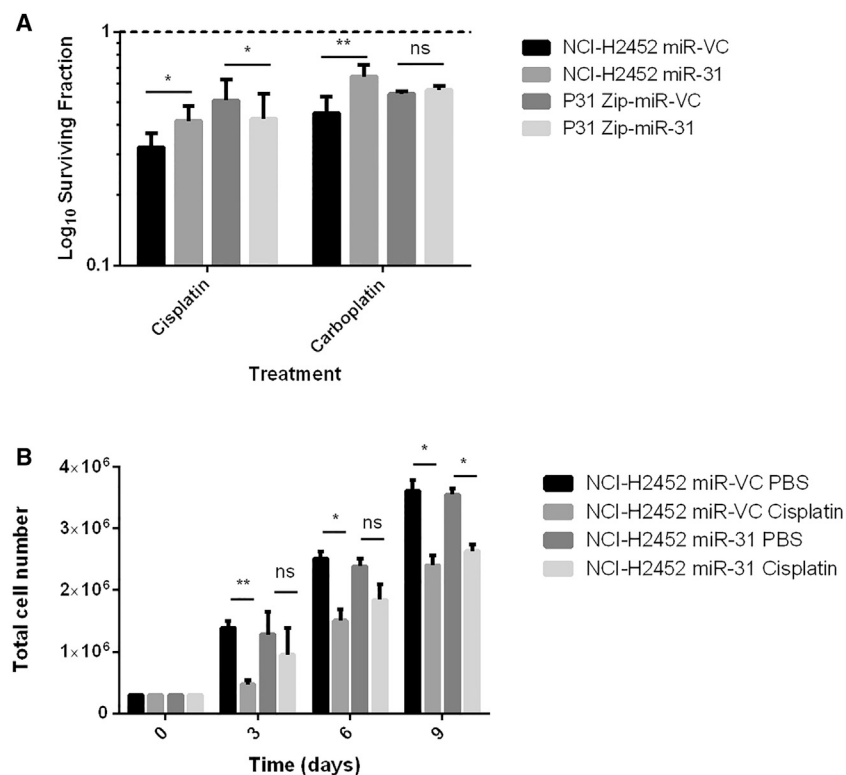 A
Log10 Surviving Fraction
1
0.1
*
*
**
ns
Cisplatin
Carboplatin
Treatment
NCI-H2452 miR-VC
NCI-H2452 miR-31
P31 Zip-miR-VC
P31 Zip-miR-31
B
Total cell number
4×10⁶
3×10⁶
2×10⁶
1×10⁶
0
**
ns
*
ns
*
*
0
3
6
9
Time (days)
NCI-H2452 miR-VC PBS
NCI-H2452 miR-VC Cisplatin
NCI-H2452 miR-31 PBS
NCI-H2452 miR-31 Cisplatin